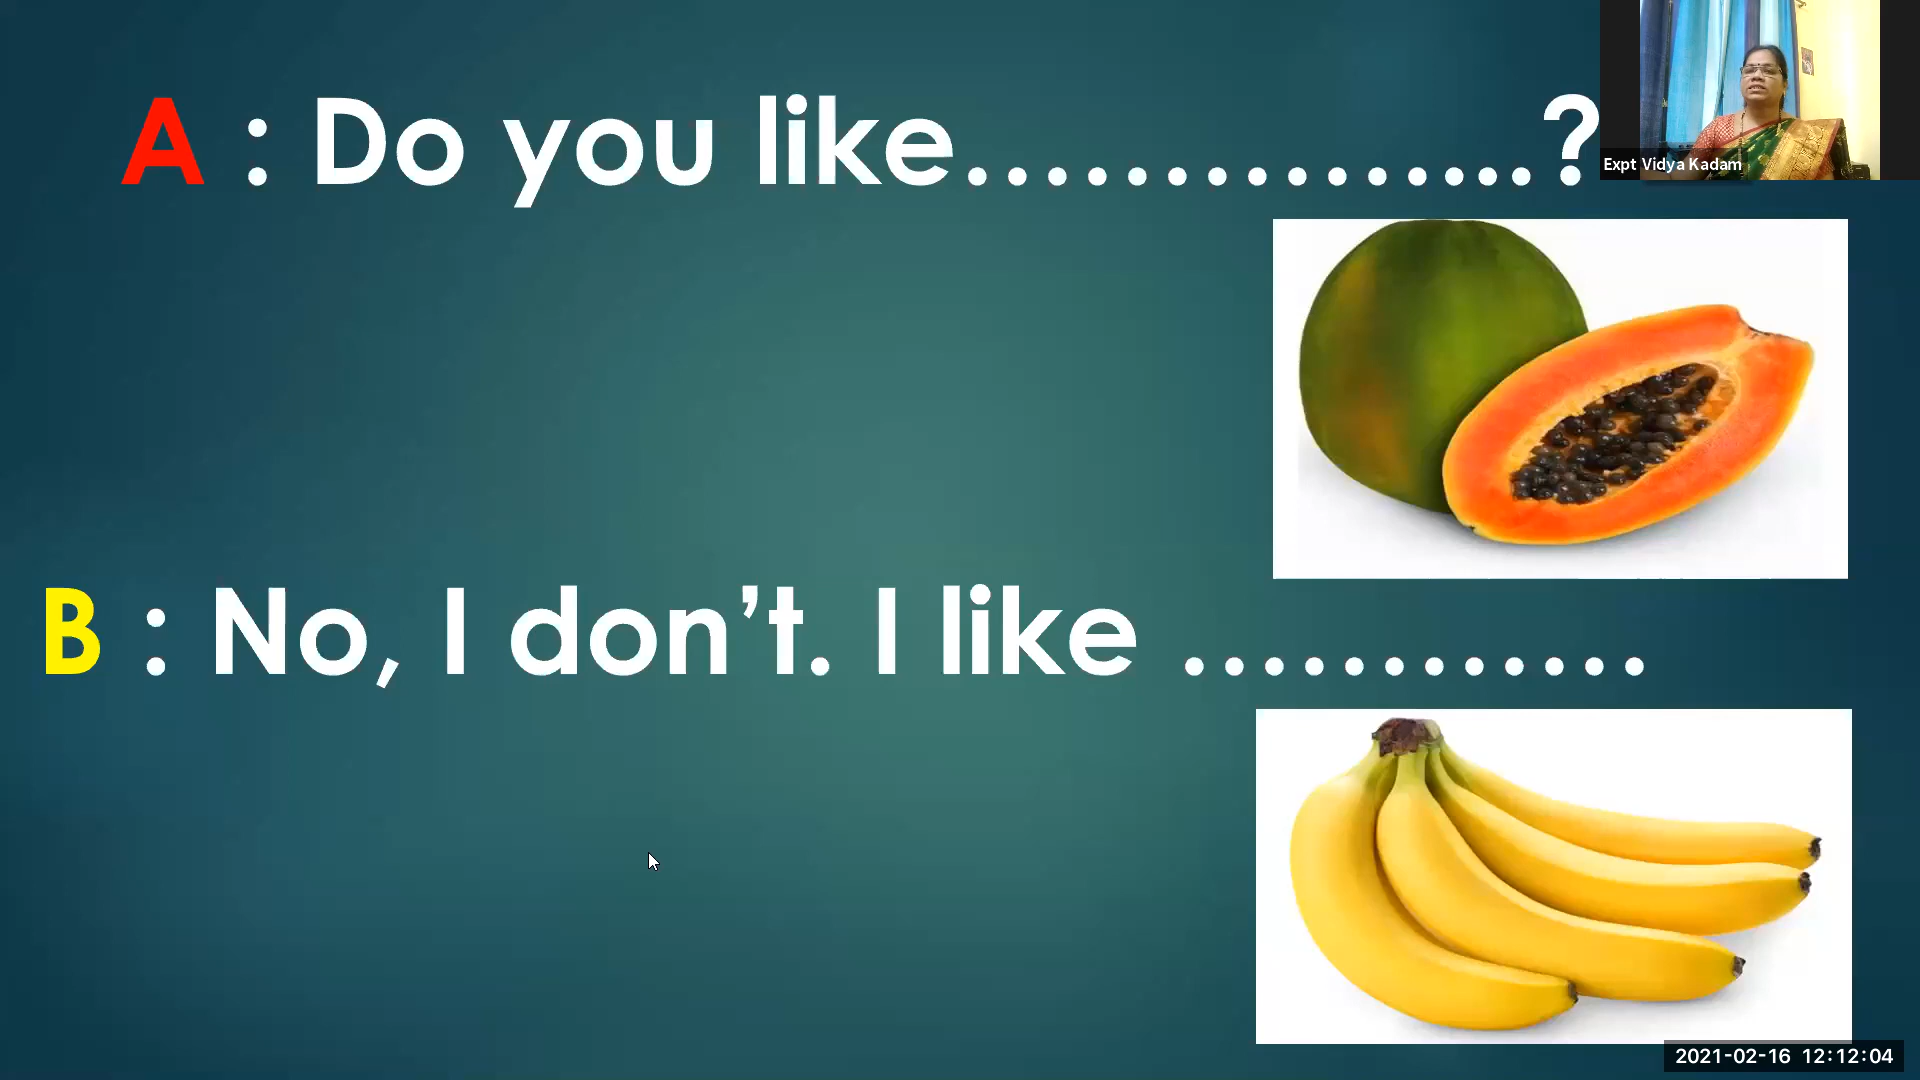 A : Do you like...............?
Expt Vidya Kadam
B : No, I don’t. I like ............
2021-02-16 12:12:04